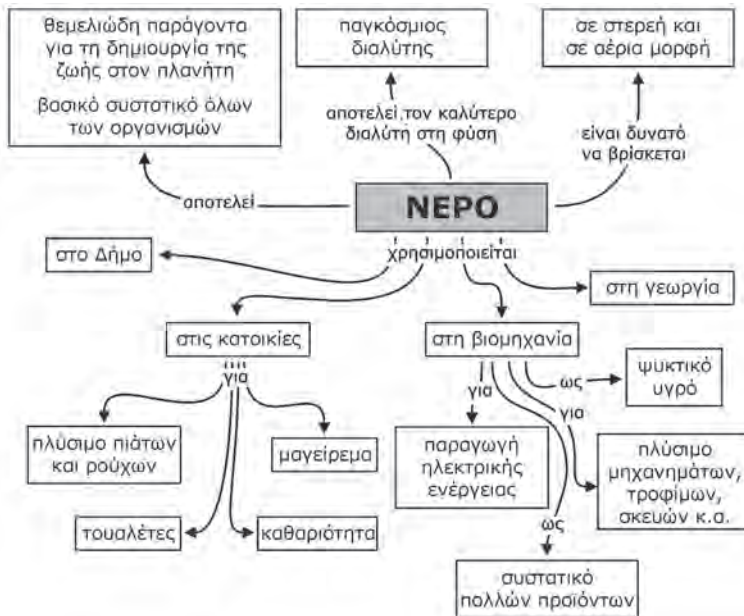 θεμελιώδη παράγοντα
για τη δημιουργία της
ζωής στον πλανήτη
βασικό συστατικό όλων
των οργανισμών
παγκόσμιος
διαλύτης
σε στερεή και
σε αέρια μορφή
αποτελεί τον καλύτερο
διαλύτή στη φύση
είναι δυνατό
να βρίσκεται
αποτελεί
ΝΕΡΟ
χρησιμοποιείται
στο Δήμο
στη γεωργία
στις κατοικίες
στη βιομηχανία
για
ως
ψυκτικό
υγρό
για
για
πλύσιμο πιάτων
και ρούχων
μαγείρεμα
παραγωγή
ηλεκτρικής
ενέργειας
πλύσιμο
μηχανημάτων,
τροφίμων,
σκευών κ.α.
τουαλέτες
καθαριότητα
ως
συστατικό
πολλών προϊόντων